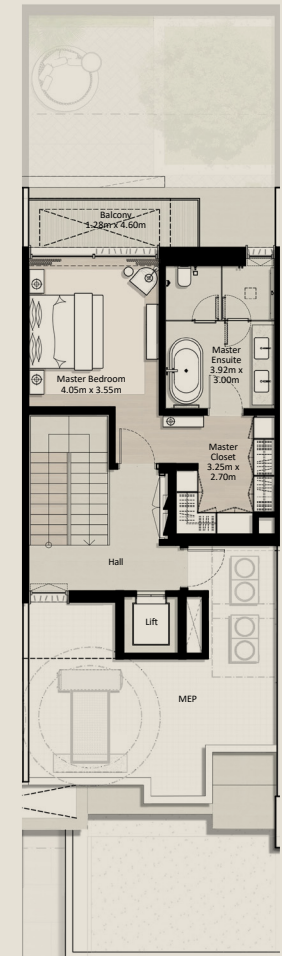 Balcony
1.28m x 4.60m
Master
Ensuite
3.92m x
3.00m
Master Bedroom
4.05m x 3.55m
Master
Closet
3.25m x
2.70m
Hall
Lift
MEP